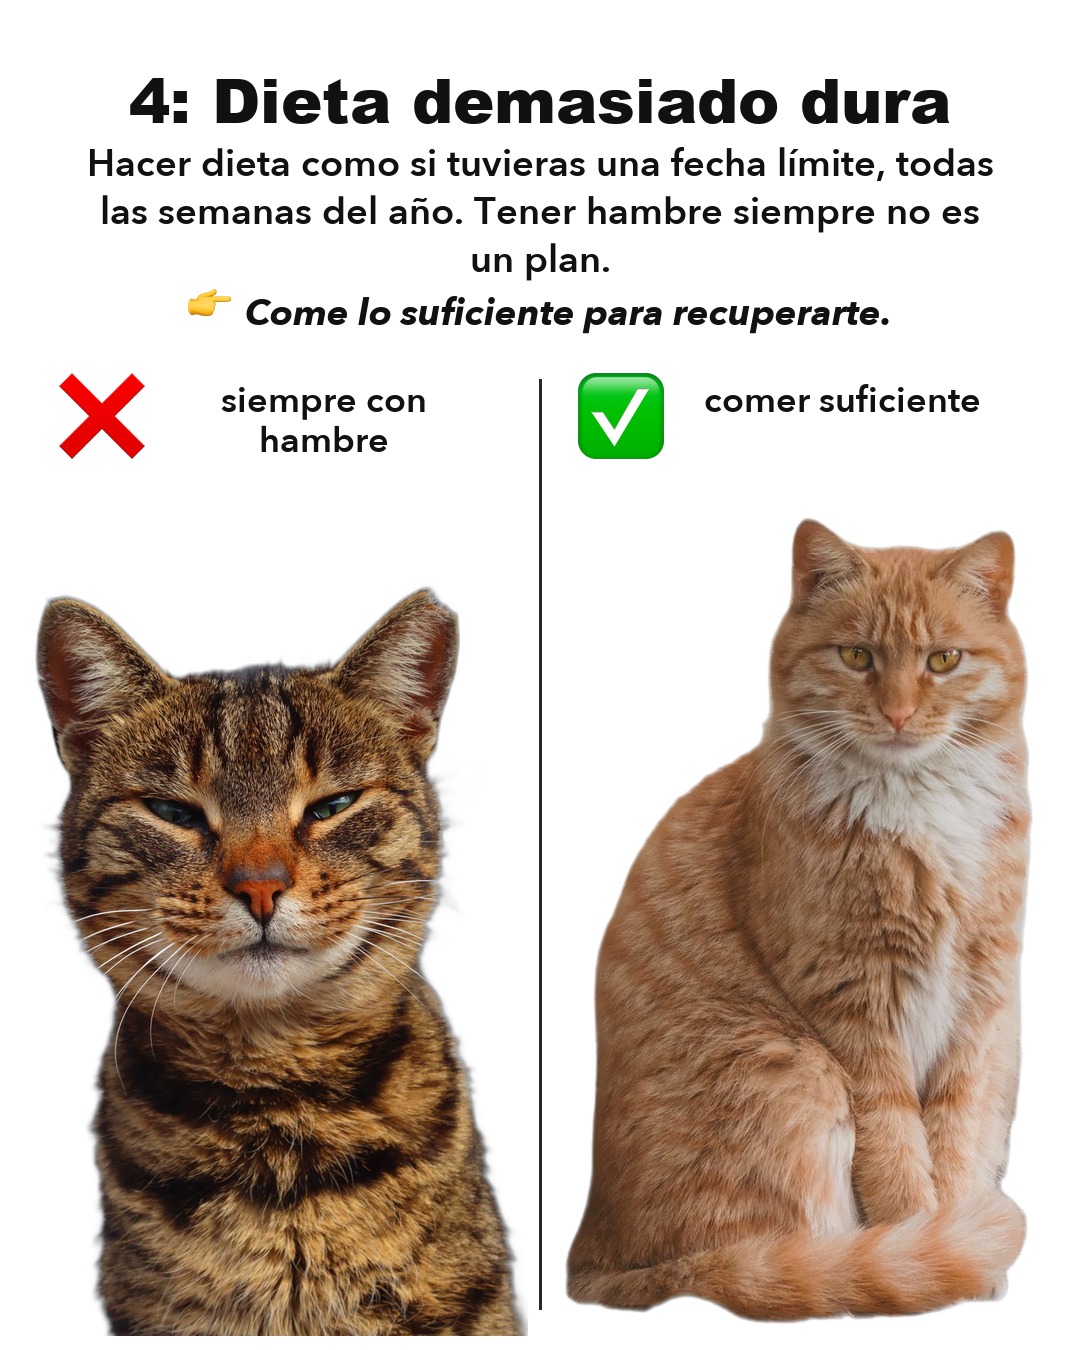 4: Dieta demasiado dura
Hacer dieta como si tuvieras una fecha límite, todas
las semanas del año. Tener hambre siempre no es
un plan.
👉 Come lo suficiente para recuperarte.
siempre con
hambre
comer suficiente